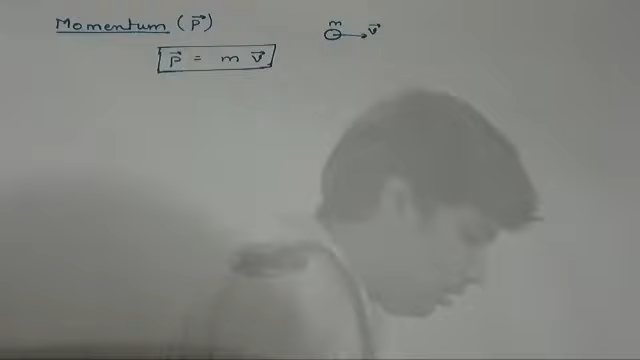 Momentum (p⃗)
m
v⃗
p⃗ = m v⃗